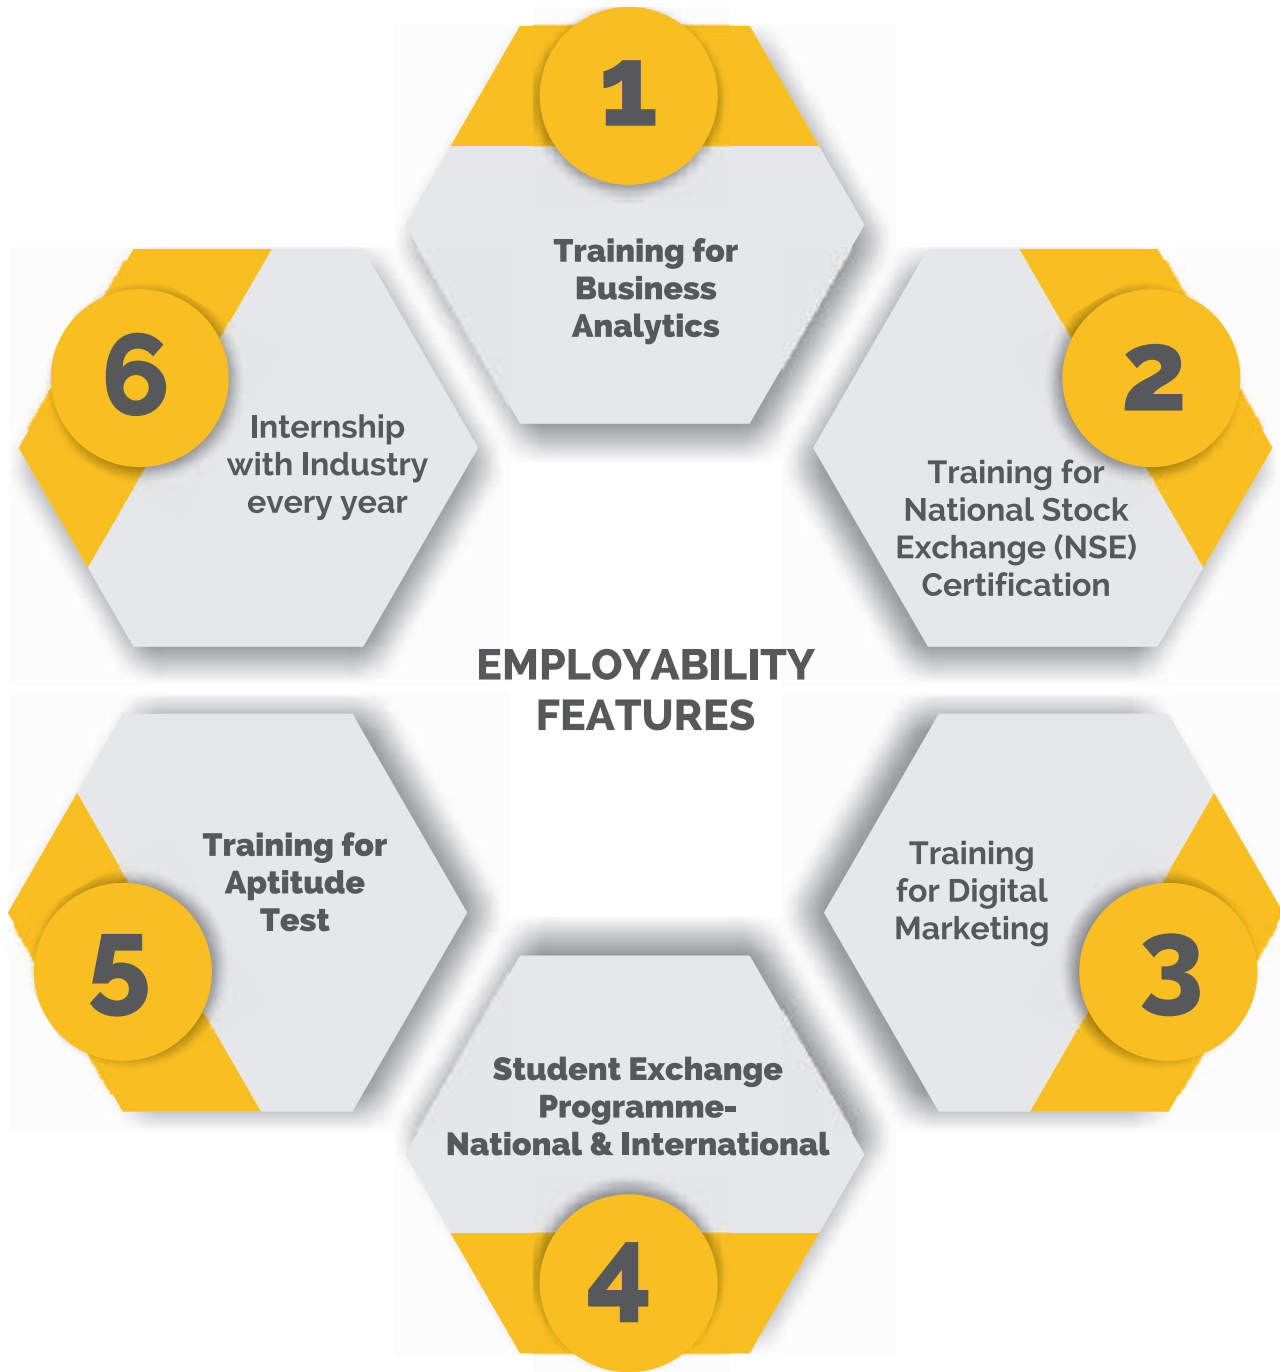 1
Training for
Business
Analytics
2
Training for
National Stock
Exchange (NSE)
Certification
3
Training
for Digital
Marketing
4
Student Exchange
Programme-
National & International
5
Training for
Aptitude
Test
6
Internship
with Industry
every year
EMPLOYABILITY
FEATURES